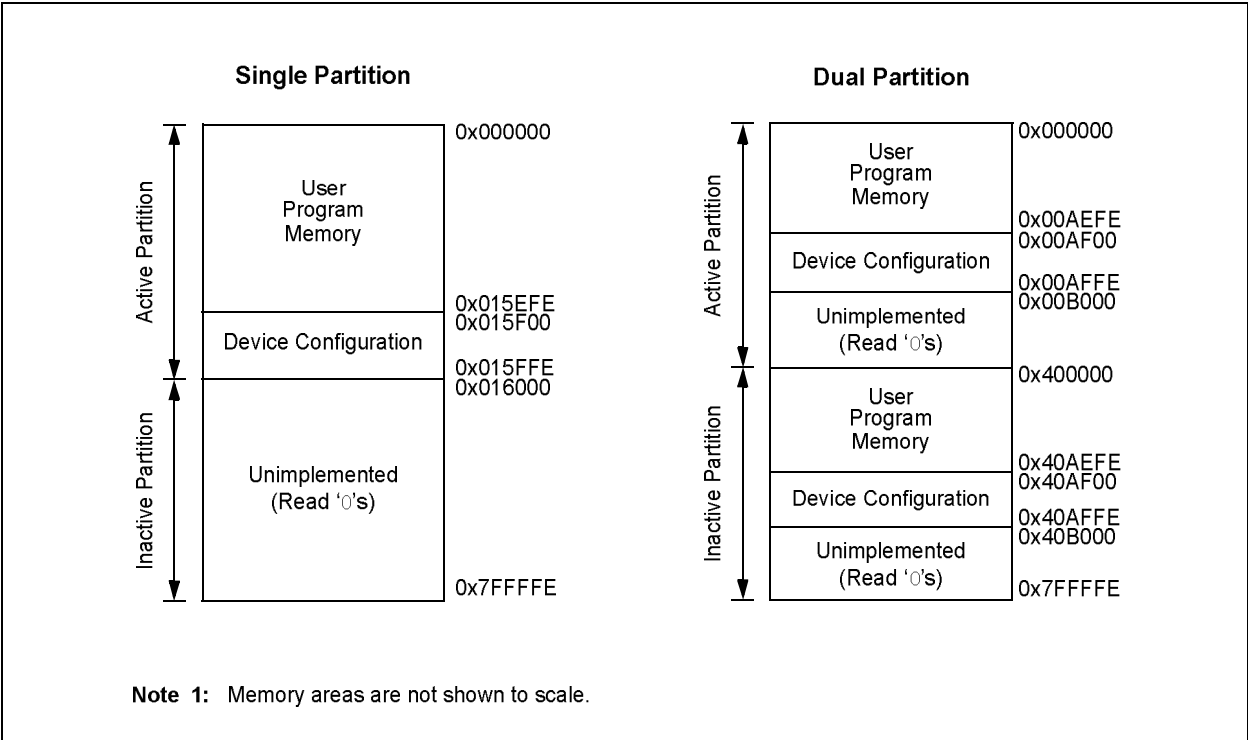 Single Partition
Active Partition
Inactive Partition
User
Program
Memory
Device Configuration
Unimplemented
(Read ‘0’s)
0x000000
0x015EFE
0x015F00
0x015FFE
0x016000
0x7FFFFE
Dual Partition
Active Partition
Inactive Partition
User
Program
Memory
Device Configuration
Unimplemented
(Read ‘0’s)
User
Program
Memory
Device Configuration
Unimplemented
(Read ‘0’s)
0x000000
0x00AEFE
0x00AF00
0x00AFFE
0x00B000
0x400000
0x40AEFE
0x40AF00
0x40AFFE
0x40B000
0x7FFFFE
Note 1: Memory areas are not shown to scale.